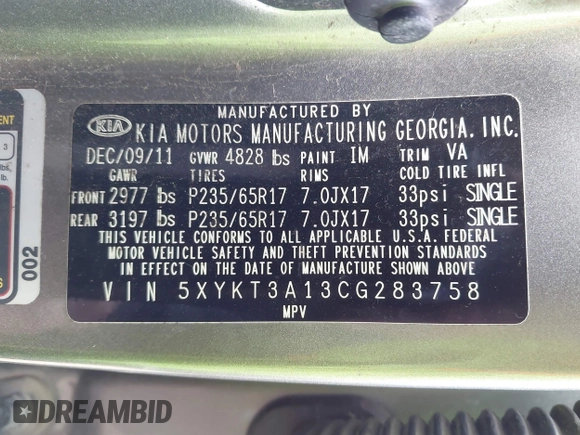 MANUFACTURED BY
KIA KIA MOTORS MANUFACTURING GEORGIA, INC.
DEC/09/11 GVWR 4828 lbs PAINT IM TRIM VA
GAWR TIRES RIMS COLD TIRE INFL
FRONT 2977 lbs P235/65R17 7.0JX17 33psi SINGLE
REAR 3197 lbs P235/65R17 7.0JX17 33psi SINGLE
THIS VEHICLE CONFORMS TO ALL APPLICABLE U.S.A. FEDERAL
MOTOR VEHICLE SAFETY AND THEFT PREVENTION STANDARDS
IN EFFECT ON THE DATE OF MANUFACTURE SHOWN ABOVE.
VIN 5XYKT3A13CG283758
MPV
002
DREAMBID